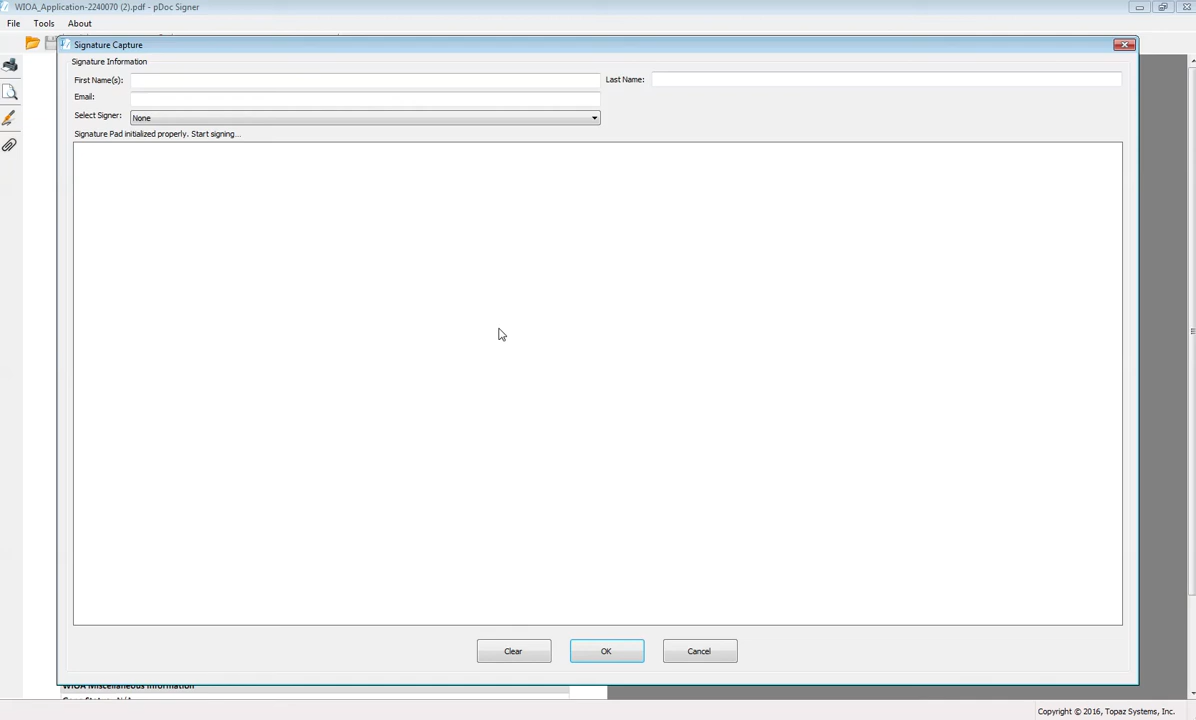 WIOA_Application-2240070 (2).pdf - pDoc Signer
File Tools About
Signature Capture
Signature Information
First Name(s): Last Name:
Email:
Select Signer: None
Signature Pad initialized properly. Start signing...
Clear OK Cancel
WIOA Miscellaneous Information
Copyright © 2016, Topaz Systems, Inc.